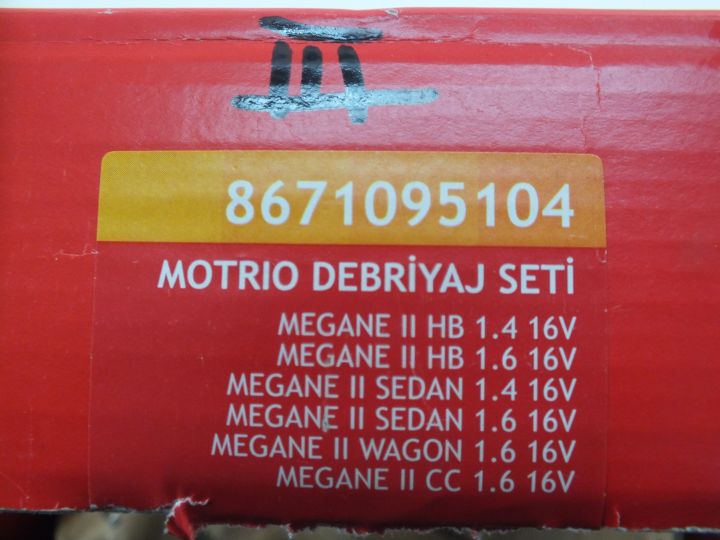 III
8671095104
MOTRIO DEBRİYAJ SETİ
MEGANE II HB 1.4 16V
MEGANE II HB 1.6 16V
MEGANE II SEDAN 1.4 16V
MEGANE II SEDAN 1.6 16V
MEGANE II WAGON 1.6 16V
MEGANE II CC 1.6 16V